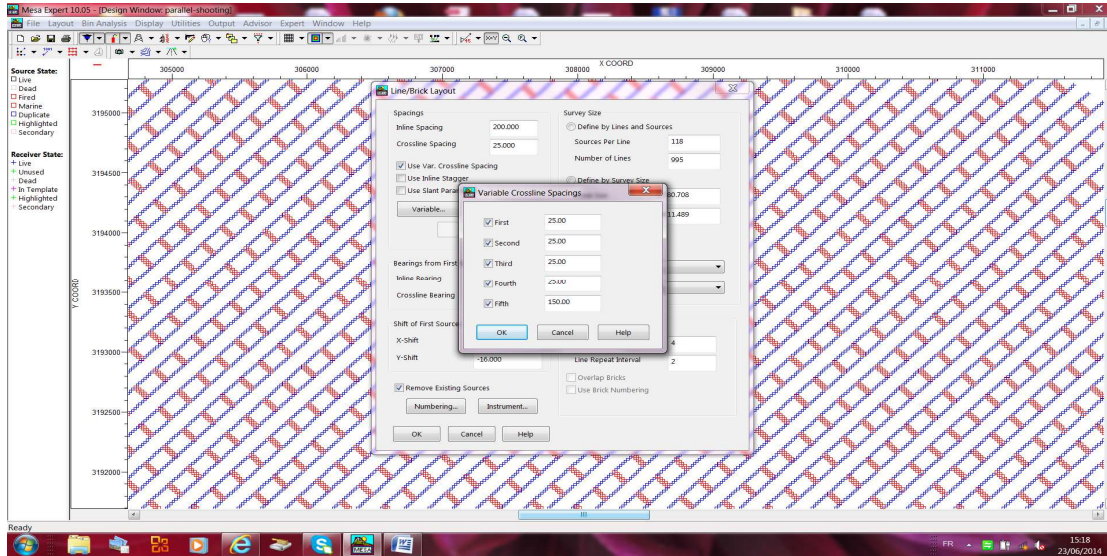 Mesa Expert 10.05 - [Design Window: parallel-shooting]
File Layout Bin Analysis Display Utilities Output Advisor Expert Window Help
X COORD
305000 306000 307000 308000 309000 310000 311000
Source State:
Live
Dead
Fired
Marine
Duplicate
Highlighted
Secondary
Receiver State:
Live
Unused
Dead
In Template
Highlighted
Secondary
Y COORD
3195000
3194500
3194000
3193500
3193000
3192500
3192000
Line/Brick Layout
Spacings
Inline Spacing 200.000
Crossline Spacing 25.000
Use Var. Crossline Spacing
Use Inline Stagger
Use Slant
Variable...
Bearings from First
Inline Bearing
Crossline Bearing
Shift of First Source
X-Shift
Y-Shift -16.000
Remove Existing Sources
Numbering... Instrument...
OK Cancel Help
Survey Size
Define by Lines and Sources
Sources Per Line 118
Number of Lines 995
Define by Survey Size
80.708
11.489
4
Line Repeat Interval 2
Overlap Bricks
Use Brick Numbering
Variable Crossline Spacings
First 25.00
Second 25.00
Third 25.00
Fourth 25.00
Fifth 150.00
OK Cancel Help
Ready
MESA
FR
15:18
23/06/2014